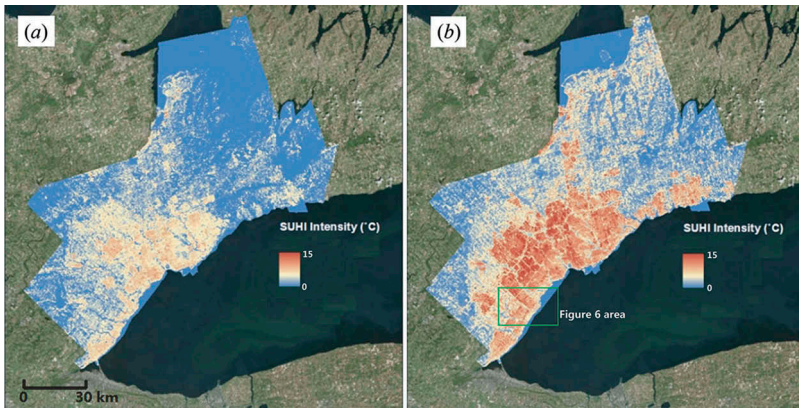 (a)
SUHI Intensity (˚C)
15
0
0 30 km
(b)
SUHI Intensity (˚C)
15
0
Figure 6 area